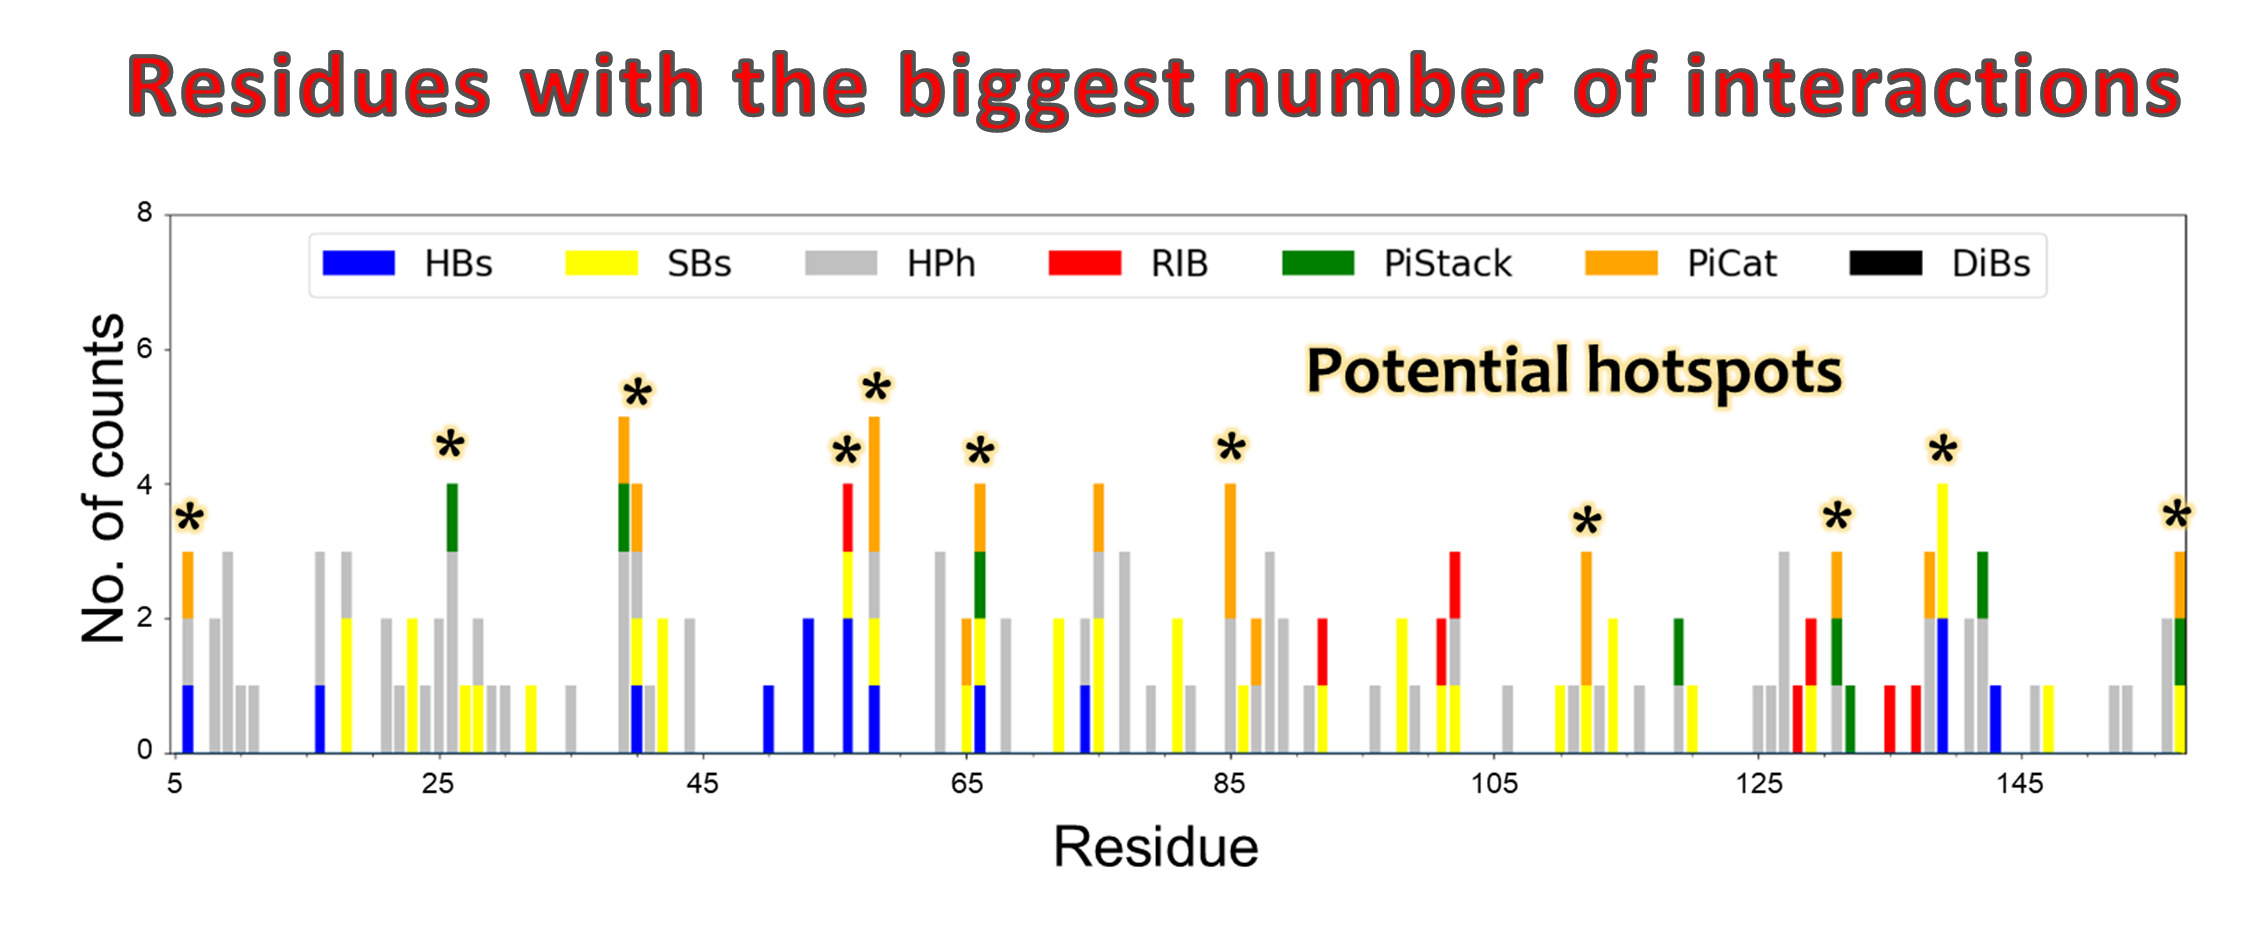 Residues with the biggest number of interactions
8
HBs SBs HPh RIB PiStack PiCat DiBs
6
Potential hotspots
* * * * * * * * * * *
4
2
0
No. of counts
5 25 45 65 85 105 125 145
Residue